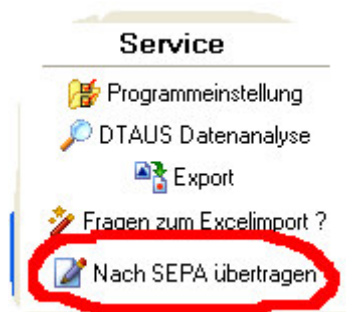 Service
Programmeinstellung
DTAUS Datenanalyse
Export
Fragen zum Excelimport ?
Nach SEPA übertragen